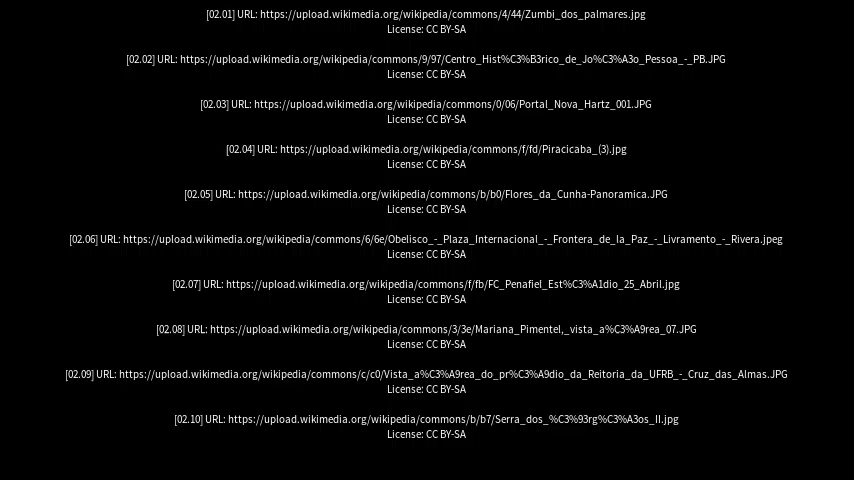 [02.01] URL: https://upload.wikimedia.org/wikipedia/commons/4/44/Zumbi_dos_palmares.jpg
License: CC BY-SA
[02.02] URL: https://upload.wikimedia.org/wikipedia/commons/9/97/Centro_Hist%C3%B3rico_de_Jo%C3%A3o_Pessoa_-_PB.JPG
License: CC BY-SA
[02.03] URL: https://upload.wikimedia.org/wikipedia/commons/0/06/Portal_Nova_Hartz_001.JPG
License: CC BY-SA
[02.04] URL: https://upload.wikimedia.org/wikipedia/commons/f/fd/Piracicaba_(3).jpg
License: CC BY-SA
[02.05] URL: https://upload.wikimedia.org/wikipedia/commons/b/b0/Flores_da_Cunha-Panoramica.JPG
License: CC BY-SA
[02.06] URL: https://upload.wikimedia.org/wikipedia/commons/6/6e/Obelisco_-_Plaza_Internacional_-_Frontera_de_la_Paz_-_Livramento_-_Rivera.jpeg
License: CC BY-SA
[02.07] URL: https://upload.wikimedia.org/wikipedia/commons/f/fb/FC_Penafiel_Est%C3%A1dio_25_Abril.jpg
License: CC BY-SA
[02.08] URL: https://upload.wikimedia.org/wikipedia/commons/3/3e/Mariana_Pimentel,_vista_a%C3%A9rea_07.JPG
License: CC BY-SA
[02.09] URL: https://upload.wikimedia.org/wikipedia/commons/c/c0/Vista_a%C3%A9rea_do_pr%C3%A9dio_da_Reitoria_da_UFRB_-_Cruz_das_Almas.JPG
License: CC BY-SA
[02.10] URL: https://upload.wikimedia.org/wikipedia/commons/b/b7/Serra_dos_%C3%93rg%C3%A3os_II.jpg
License: CC BY-SA